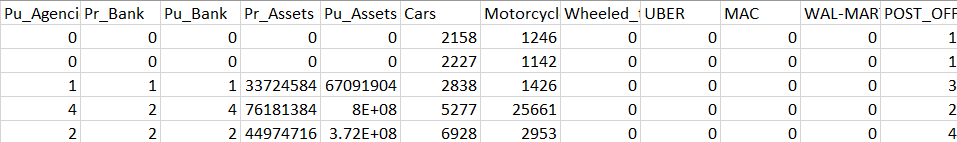 Pu_Agenci Pr_Bank Pu_Bank Pr_Assets Pu_Assets Cars Motorcycl Wheeled_t UBER MAC WAL-MAR POST_OFF
0 0 0 0 0 2158 1246 0 0 0 0 1
0 0 0 0 0 2227 1142 0 0 0 0 1
1 1 1 33724584 67091904 2838 1426 0 0 0 0 3
4 2 4 76181384 8E+08 5277 25661 0 0 0 0 2
2 2 2 44974716 3.72E+08 6928 2953 0 0 0 0 4